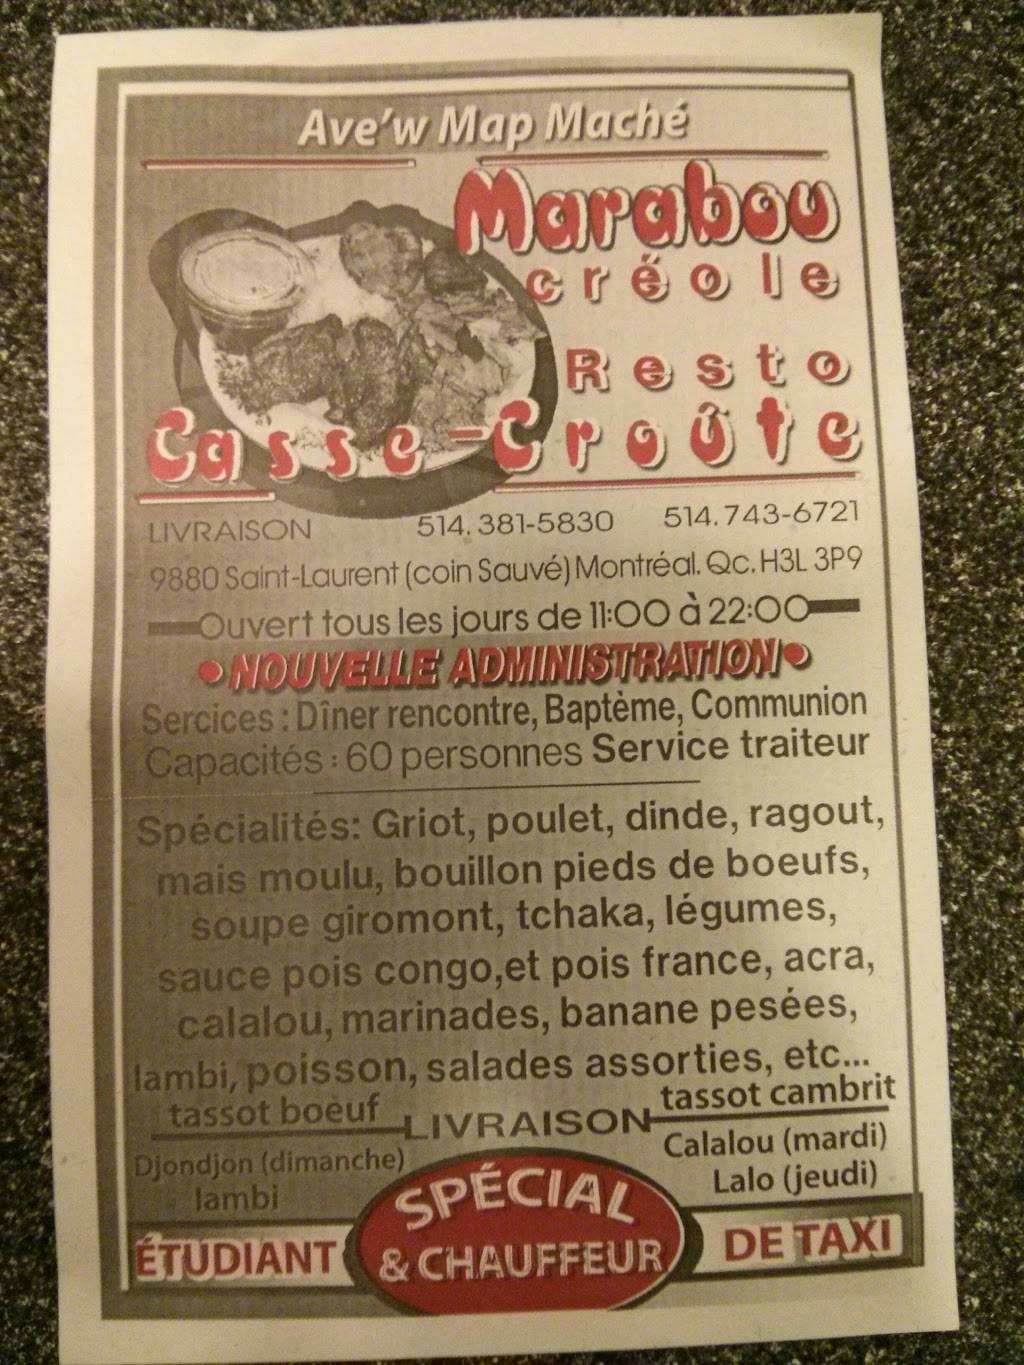 Ave'w Map Maché
Marabou
créole
Resto
Casse-Croûte
LIVRAISON 514.381-5830 514.743-6721
9880 Saint-Laurent (coin Sauvé) Montréal. Qc. H3L 3P9
Ouvert tous les jours de 11:00 à 22:00
•NOUVELLE ADMINISTRATION•
Sercices : Dîner rencontre, Baptème, Communion
Capacités : 60 personnes Service traiteur
Spécialités: Griot, poulet, dinde, ragout,
mais moulu, bouillon pieds de boeufs,
soupe giromont, tchaka, légumes,
sauce pois congo,et pois france, acra,
calalou, marinades, banane pesées,
lambi, poisson, salades assorties, etc...
tassot boeuf LIVRAISON tassot cambrit
Djondjon (dimanche) Calalou (mardi)
lambi Lalo (jeudi)
SPÉCIAL
ÉTUDIANT & CHAUFFEUR DE TAXI